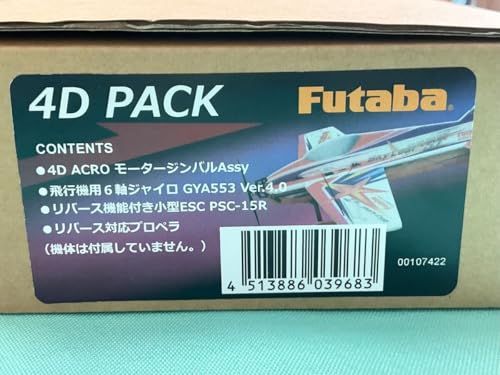 4D PACK
Futaba®
CONTENTS
●4D ACRO モータージンバルAssy
●飛行機用６軸ジャイロ GYA553 Ver.4.0
●リバース機能付き小型ESC PSC-15R
●リバース対応プロペラ
（機体は付属していません。）
4 513886 039683
00107422